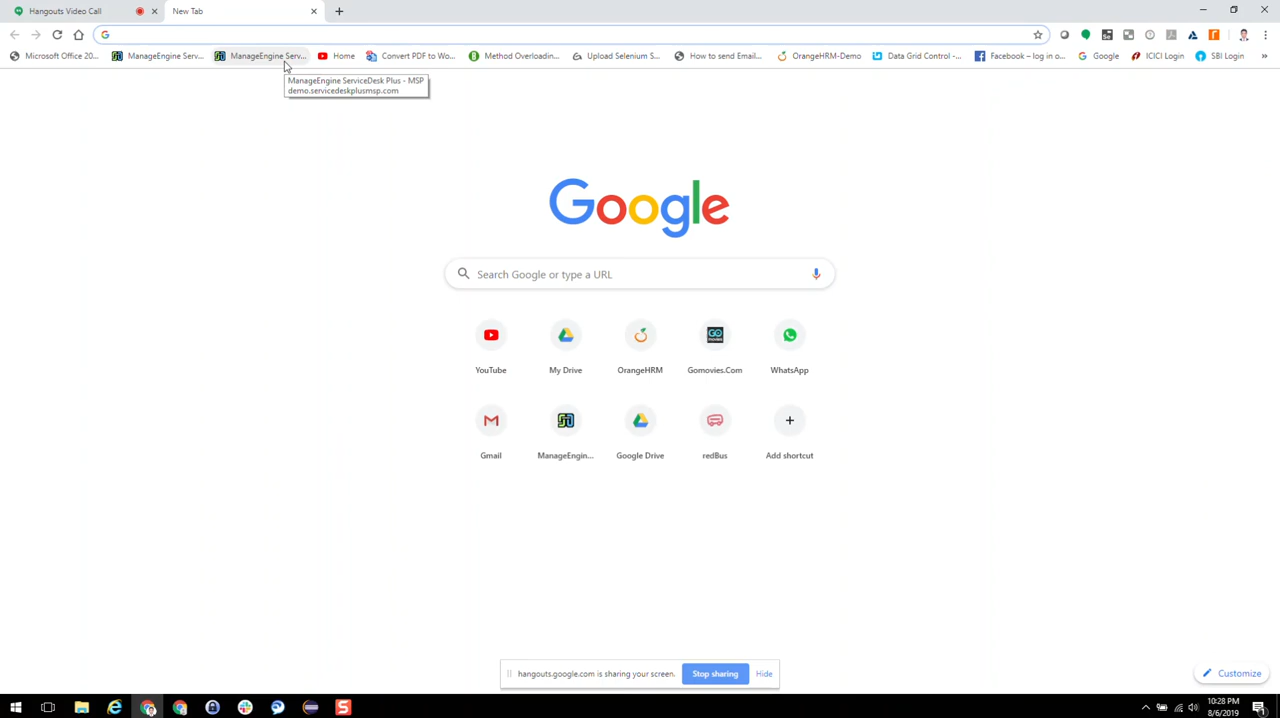 Hangouts Video Call
New Tab
Microsoft Office 20...
ManageEngine Serv...
ManageEngine Serv...
Home
Convert PDF to Wo...
Method Overloadin...
Upload Selenium S...
How to send Email...
OrangeHRM-Demo
Data Grid Control -...
Facebook – log in o...
Google
ICICI Login
SBI Login
»
ManageEngine ServiceDesk Plus - MSP
demo.servicedeskplusmsp.com
Google
Search Google or type a URL
YouTube
My Drive
OrangeHRM
GO movies
Gomovies.Com
WhatsApp
Gmail
ManageEngin...
Google Drive
redBus
Add shortcut
hangouts.google.com is sharing your screen.
Stop sharing
Hide
Customize
10:28 PM
8/6/2019